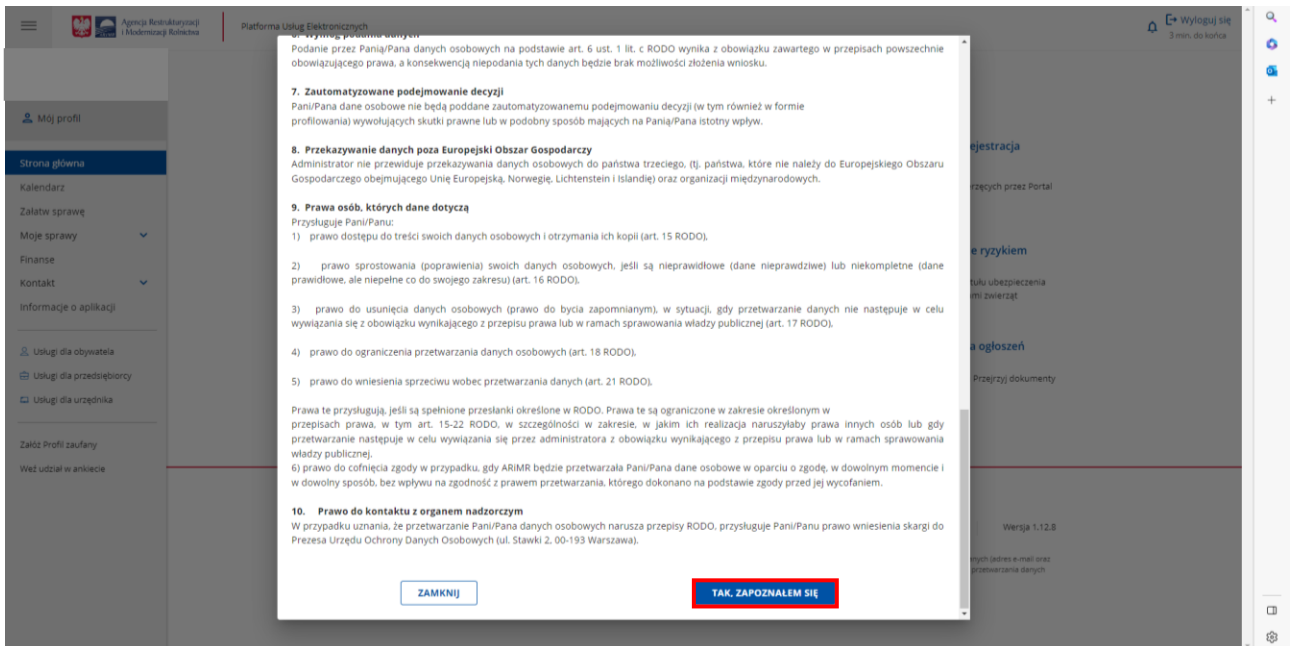 Agencja Restrukturyzacji
i Modernizacji Rolnictwa
Platforma Usług Elektronicznych
Wyloguj się
3 min. do końca
Mój profil
Strona główna
Kalendarz
Załatw sprawę
Moje sprawy
Finanse
Kontakt
Informacje o aplikacji
Usługi dla obywatela
Usługi dla przedsiębiorcy
Usługi dla urzędnika
Załóż Profil zaufany
Weź udział w ankiecie
Podanie przez Panią/Pana danych osobowych na podstawie art. 6 ust. 1 lit. c RODO wynika z obowiązku zawartego w przepisach powszechnie
obowiązującego prawa, a konsekwencją niepodania tych danych będzie brak możliwości złożenia wniosku.
7. Zautomatyzowane podejmowanie decyzji
Pani/Pana dane osobowe nie będą poddane zautomatyzowanemu podejmowaniu decyzji (w tym również w formie
profilowania) wywołujących skutki prawne lub w podobny sposób mających na Panią/Pana istotny wpływ.
8. Przekazywanie danych poza Europejski Obszar Gospodarczy
Administrator nie przewiduje przekazywania danych osobowych do państwa trzeciego, (tj. państwa, które nie należy do Europejskiego Obszaru
Gospodarczego obejmującego Unię Europejską, Norwegię, Lichtenstein i Islandię) oraz organizacji międzynarodowych.
9. Prawa osób, których dane dotyczą
Przysługuje Pani/Panu:
1) prawo dostępu do treści swoich danych osobowych i otrzymania ich kopii (art. 15 RODO),
2) prawo sprostowania (poprawienia) swoich danych osobowych, jeśli są nieprawidłowe (dane nieprawdziwe) lub niekompletne (dane
prawidłowe, ale niepełne co do swojego zakresu) (art. 16 RODO),
3) prawo do usunięcia danych osobowych (prawo do bycia zapomnianym), w sytuacji, gdy przetwarzanie danych nie następuje w celu
wywiązania się z obowiązku wynikającego z przepisu prawa lub w ramach sprawowania władzy publicznej (art. 17 RODO),
4) prawo do ograniczenia przetwarzania danych osobowych (art. 18 RODO),
5) prawo do wniesienia sprzeciwu wobec przetwarzania danych (art. 21 RODO),
Prawa te przysługują, jeśli są spełnione przesłanki określone w RODO. Prawa te są ograniczone w zakresie określonym w
przepisach prawa, w tym art. 15-22 RODO, w szczególności w zakresie, w jakim ich realizacja naruszyłaby prawa innych osób lub gdy
przetwarzanie następuje w celu wywiązania się przez administratora z obowiązku wynikającego z przepisu prawa lub w ramach sprawowania
władzy publicznej.
6) prawo do cofnięcia zgody w przypadku, gdy ARiMR będzie przetwarzała Pani/Pana dane osobowe w oparciu o zgodę, w dowolnym momencie i
w dowolny sposób, bez wpływu na zgodność z prawem przetwarzania, którego dokonano na podstawie zgody przed jej wycofaniem.
10. Prawo do kontaktu z organem nadzorczym
W przypadku uznania, że przetwarzanie Pani/Pana danych osobowych narusza przepisy RODO, przysługuje Pani/Panu prawo wniesienia skargi do
Prezesa Urzędu Ochrony Danych Osobowych (ul. Stawki 2, 00-193 Warszawa).
ZAMKNIJ
TAK, ZAPOZNAŁEM SIĘ
ejestracja
rzęcych przez Portal
e ryzykiem
tułu ubezpieczenia
mi zwierząt
a ogłoszeń
Przejrzyj dokumenty
Wersja 1.12.8
nych (adres e-mail oraz
przetwarzania danych